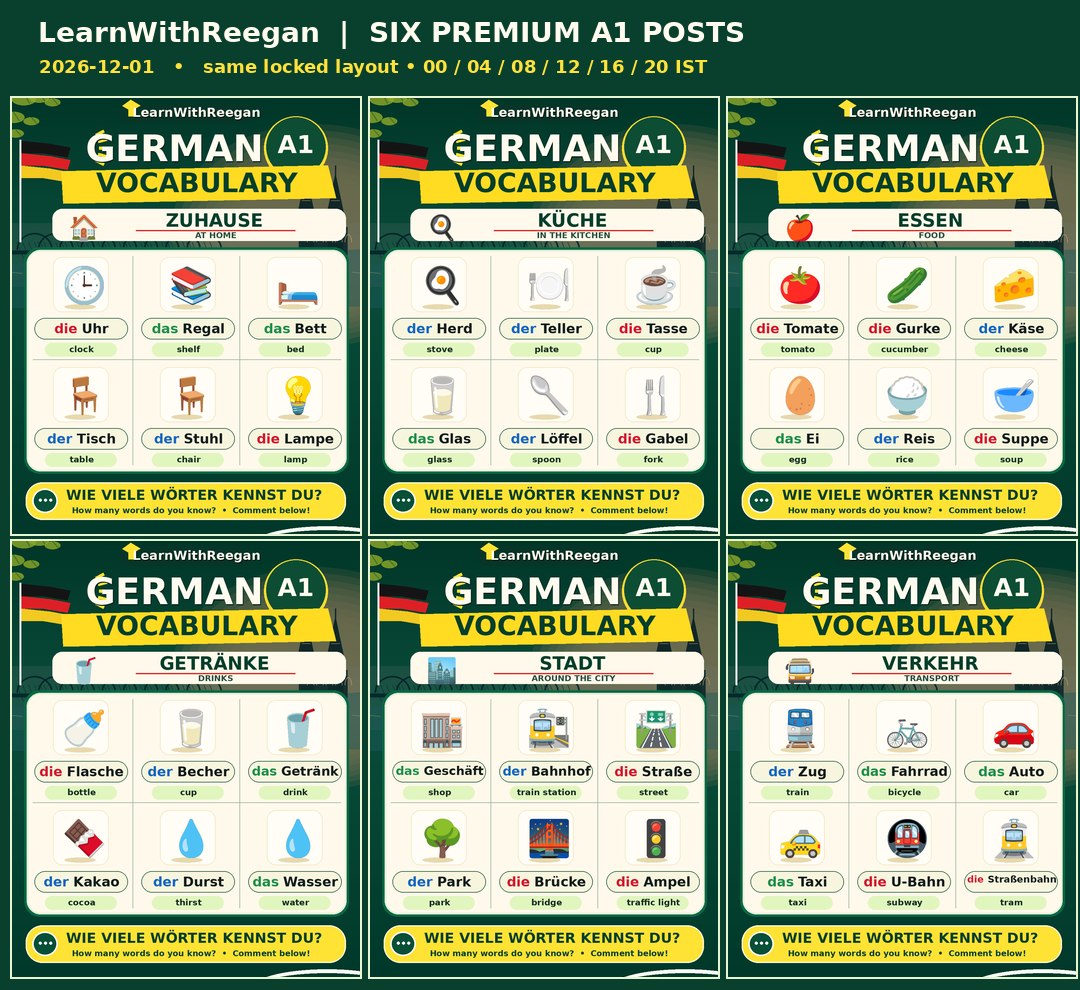 LearnWithReegan | SIX PREMIUM A1 POSTS
2026-12-01 • same locked layout • 00 / 04 / 08 / 12 / 16 / 20 IST
LearnWithReegan
GERMAN A1
VOCABULARY
ZUHAUSE
AT HOME
die Uhr
clock
das Regal
shelf
das Bett
bed
der Tisch
table
der Stuhl
chair
die Lampe
lamp
WIE VIELE WÖRTER KENNST DU?
How many words do you know? • Comment below!
LearnWithReegan
GERMAN A1
VOCABULARY
KÜCHE
IN THE KITCHEN
der Herd
stove
der Teller
plate
die Tasse
cup
das Glas
glass
der Löffel
spoon
die Gabel
fork
WIE VIELE WÖRTER KENNST DU?
How many words do you know? • Comment below!
LearnWithReegan
GERMAN A1
VOCABULARY
ESSEN
FOOD
die Tomate
tomato
die Gurke
cucumber
der Käse
cheese
das Ei
egg
der Reis
rice
die Suppe
soup
WIE VIELE WÖRTER KENNST DU?
How many words do you know? • Comment below!
LearnWithReegan
GERMAN A1
VOCABULARY
GETRÄNKE
DRINKS
die Flasche
bottle
der Becher
cup
das Getränk
drink
der Kakao
cocoa
der Durst
thirst
das Wasser
water
WIE VIELE WÖRTER KENNST DU?
How many words do you know? • Comment below!
LearnWithReegan
GERMAN A1
VOCABULARY
STADT
AROUND THE CITY
das Geschäft
shop
der Bahnhof
train station
die Straße
street
der Park
park
die Brücke
bridge
die Ampel
traffic light
WIE VIELE WÖRTER KENNST DU?
How many words do you know? • Comment below!
LearnWithReegan
GERMAN A1
VOCABULARY
VERKEHR
TRANSPORT
der Zug
train
das Fahrrad
bicycle
das Auto
car
das Taxi
taxi
die U-Bahn
subway
die Straßenbahn
tram
WIE VIELE WÖRTER KENNST DU?
How many words do you know? • Comment below!